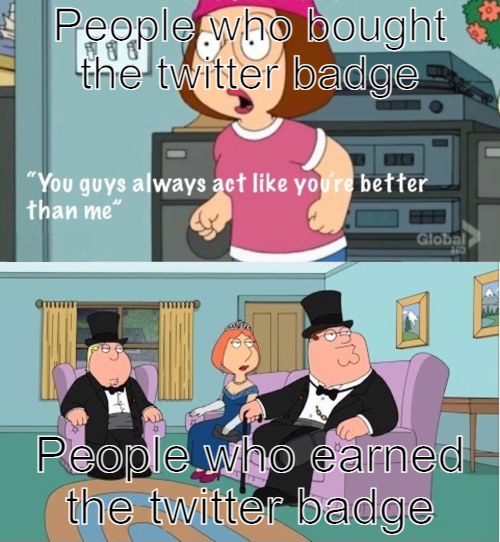 People who bought
the twitter badge
"You guys always act like you're better
than me"
Global
HD
People who earned
the twitter badge